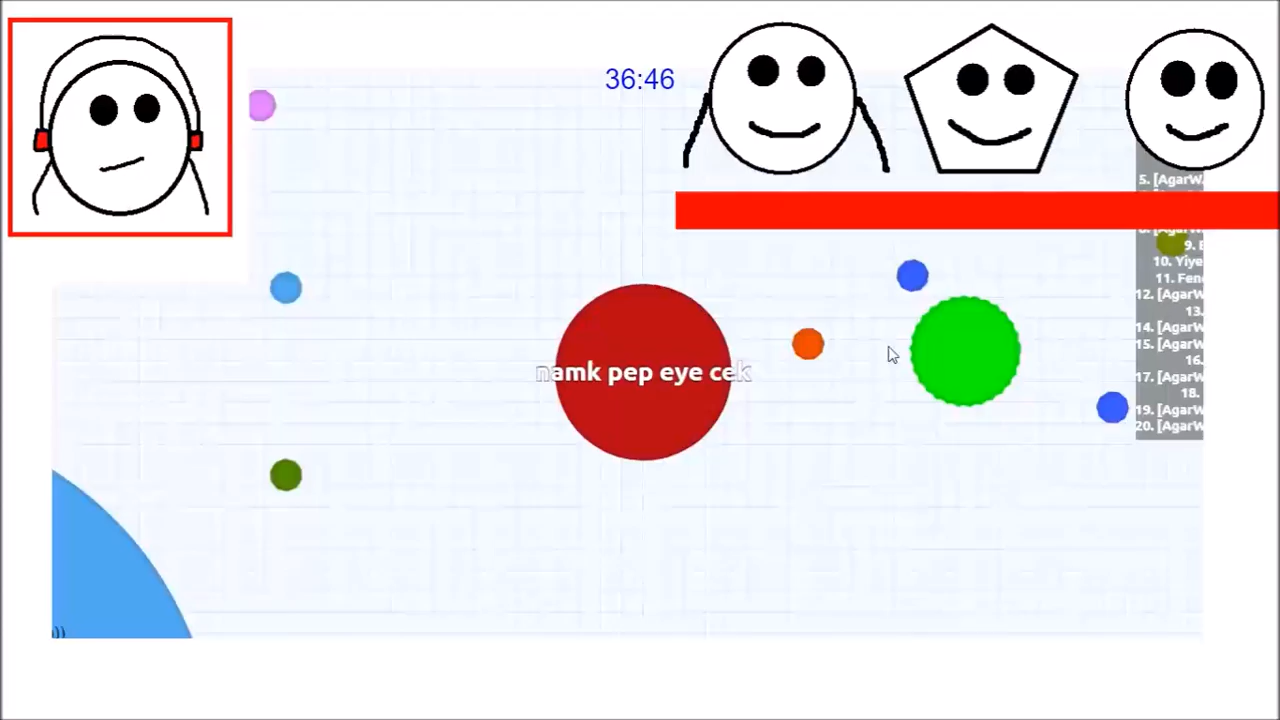 36:46
5. [AgarW
9. E
10. Yiye
11. Fen
12. [AgarW
13.
14. [AgarW
15. [AgarW
16.
17. [AgarW
18.
19. [AgarW
20. [AgarW
namk pep eye cek
))